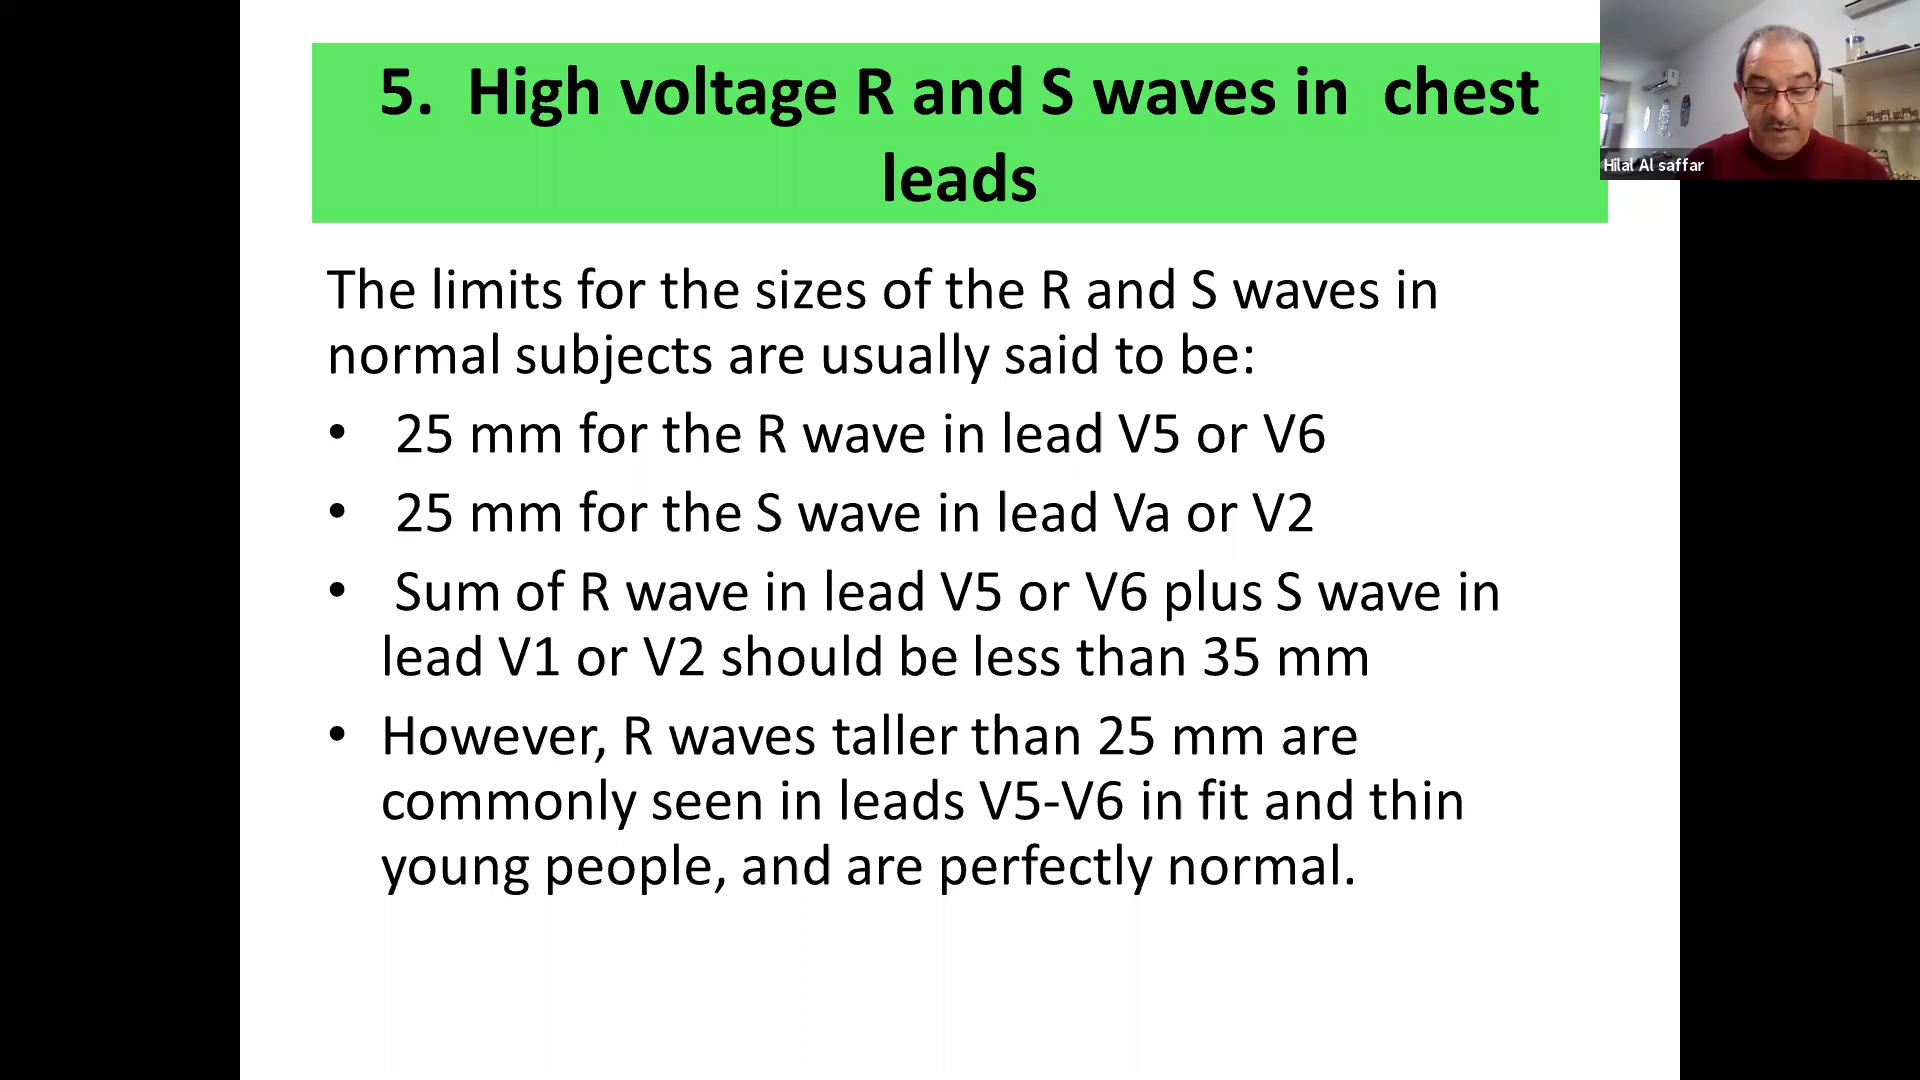 5. High voltage R and S waves in chest
leads
Hilal Al saffar
The limits for the sizes of the R and S waves in
normal subjects are usually said to be:
• 25 mm for the R wave in lead V5 or V6
• 25 mm for the S wave in lead Va or V2
• Sum of R wave in lead V5 or V6 plus S wave in
lead V1 or V2 should be less than 35 mm
• However, R waves taller than 25 mm are
commonly seen in leads V5-V6 in fit and thin
young people, and are perfectly normal.